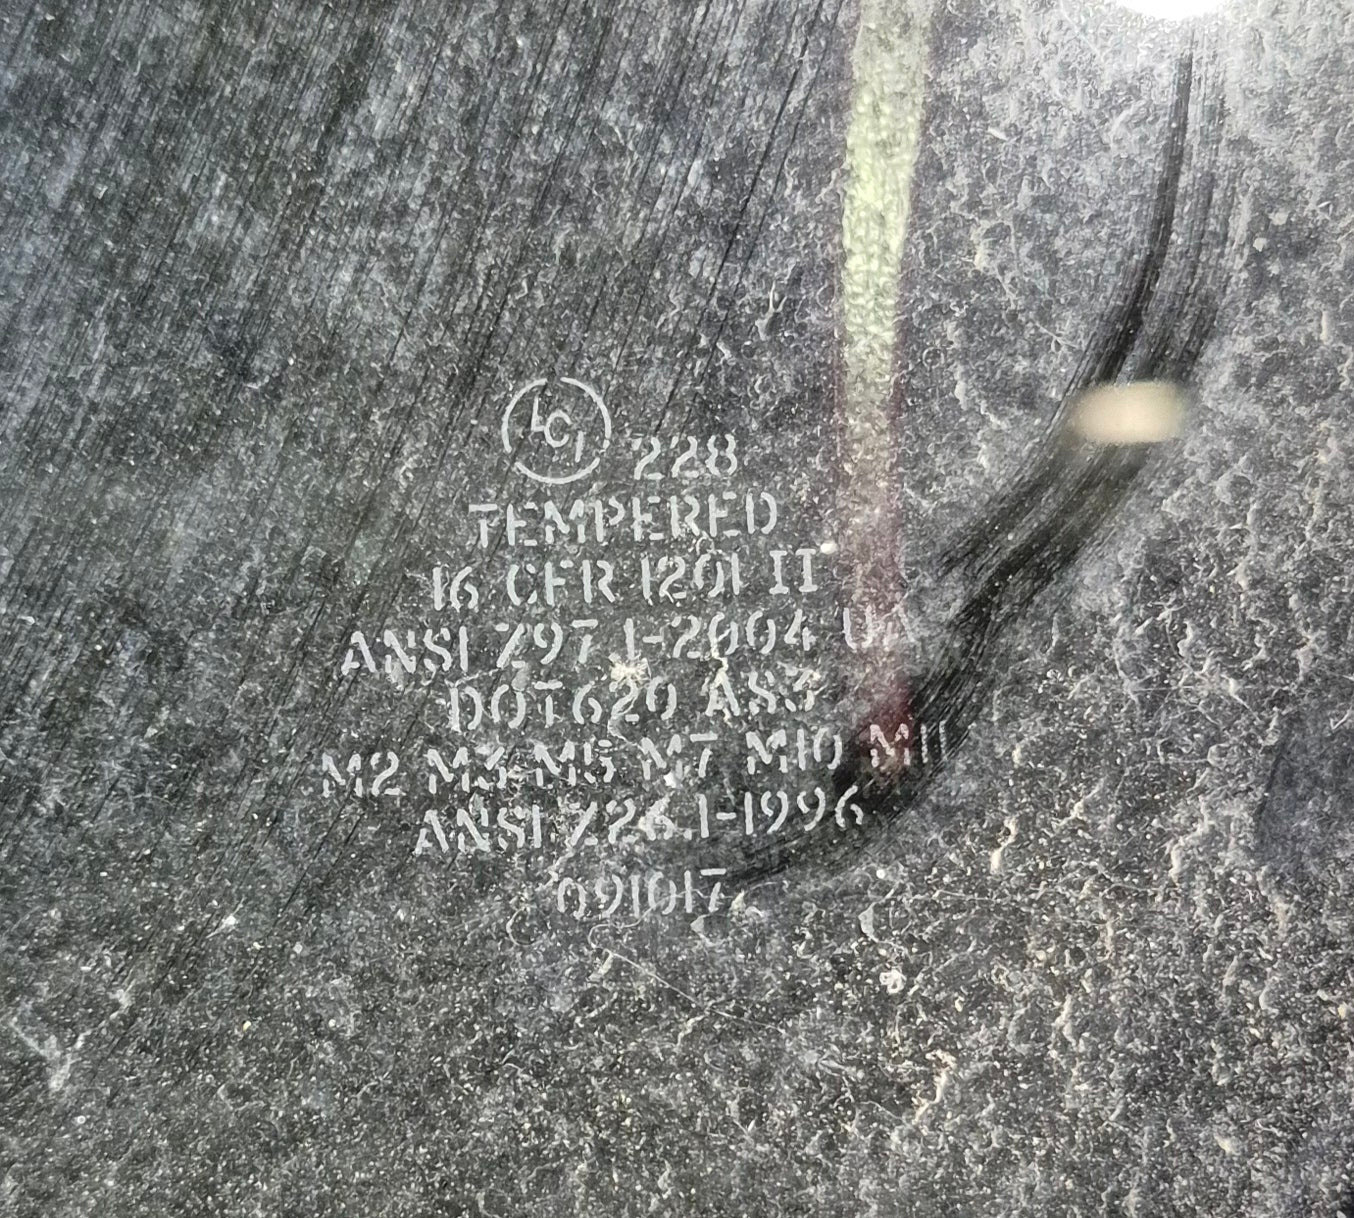 LCI 228
TEMPERED
16 CFR 1201 II
ANSI Z97.1-2004 UA
DOT620 AS3
M2 M3 M5 M7 M10 M11
ANSI Z26.1-1996
091017